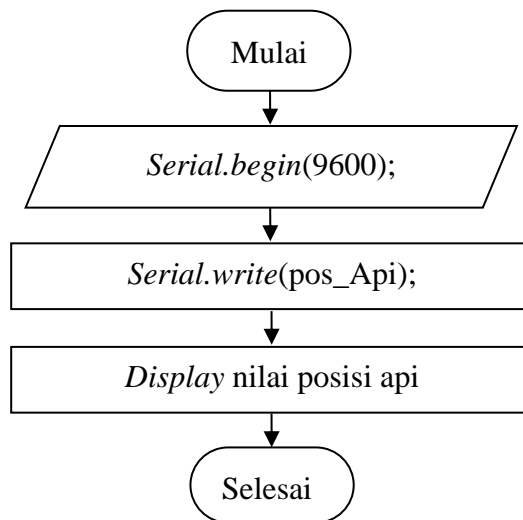 Mulai
Serial.begin(9600);
Serial.write(pos_Api);
Display nilai posisi api
Selesai